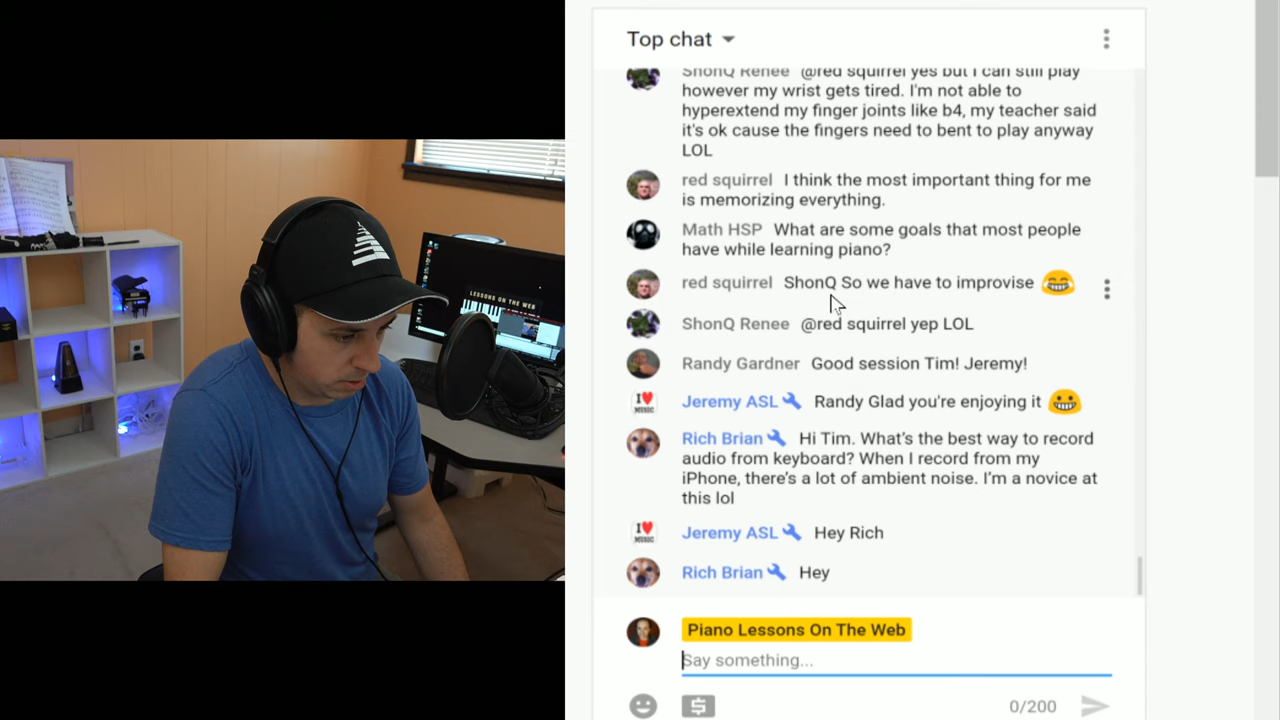 Top chat
ShonQ Renee @red squirrel yes but I can still play
however my wrist gets tired. I'm not able to
hyperextend my finger joints like b4, my teacher said
it's ok cause the fingers need to bent to play anyway
LOL
red squirrel I think the most important thing for me
is memorizing everything.
Math HSP What are some goals that most people
have while learning piano?
red squirrel ShonQ So we have to improvise 😂
ShonQ Renee @red squirrel yep LOL
Randy Gardner Good session Tim! Jeremy!
I ♥ MUSIC
Jeremy ASL Randy Glad you're enjoying it 😀
Rich Brian Hi Tim. What's the best way to record
audio from keyboard? When I record from my
iPhone, there's a lot of ambient noise. I'm a novice at
this lol
I ♥ MUSIC
Jeremy ASL Hey Rich
Rich Brian Hey
Piano Lessons On The Web
Say something...
$
0/200
LESSONS ON THE WEB